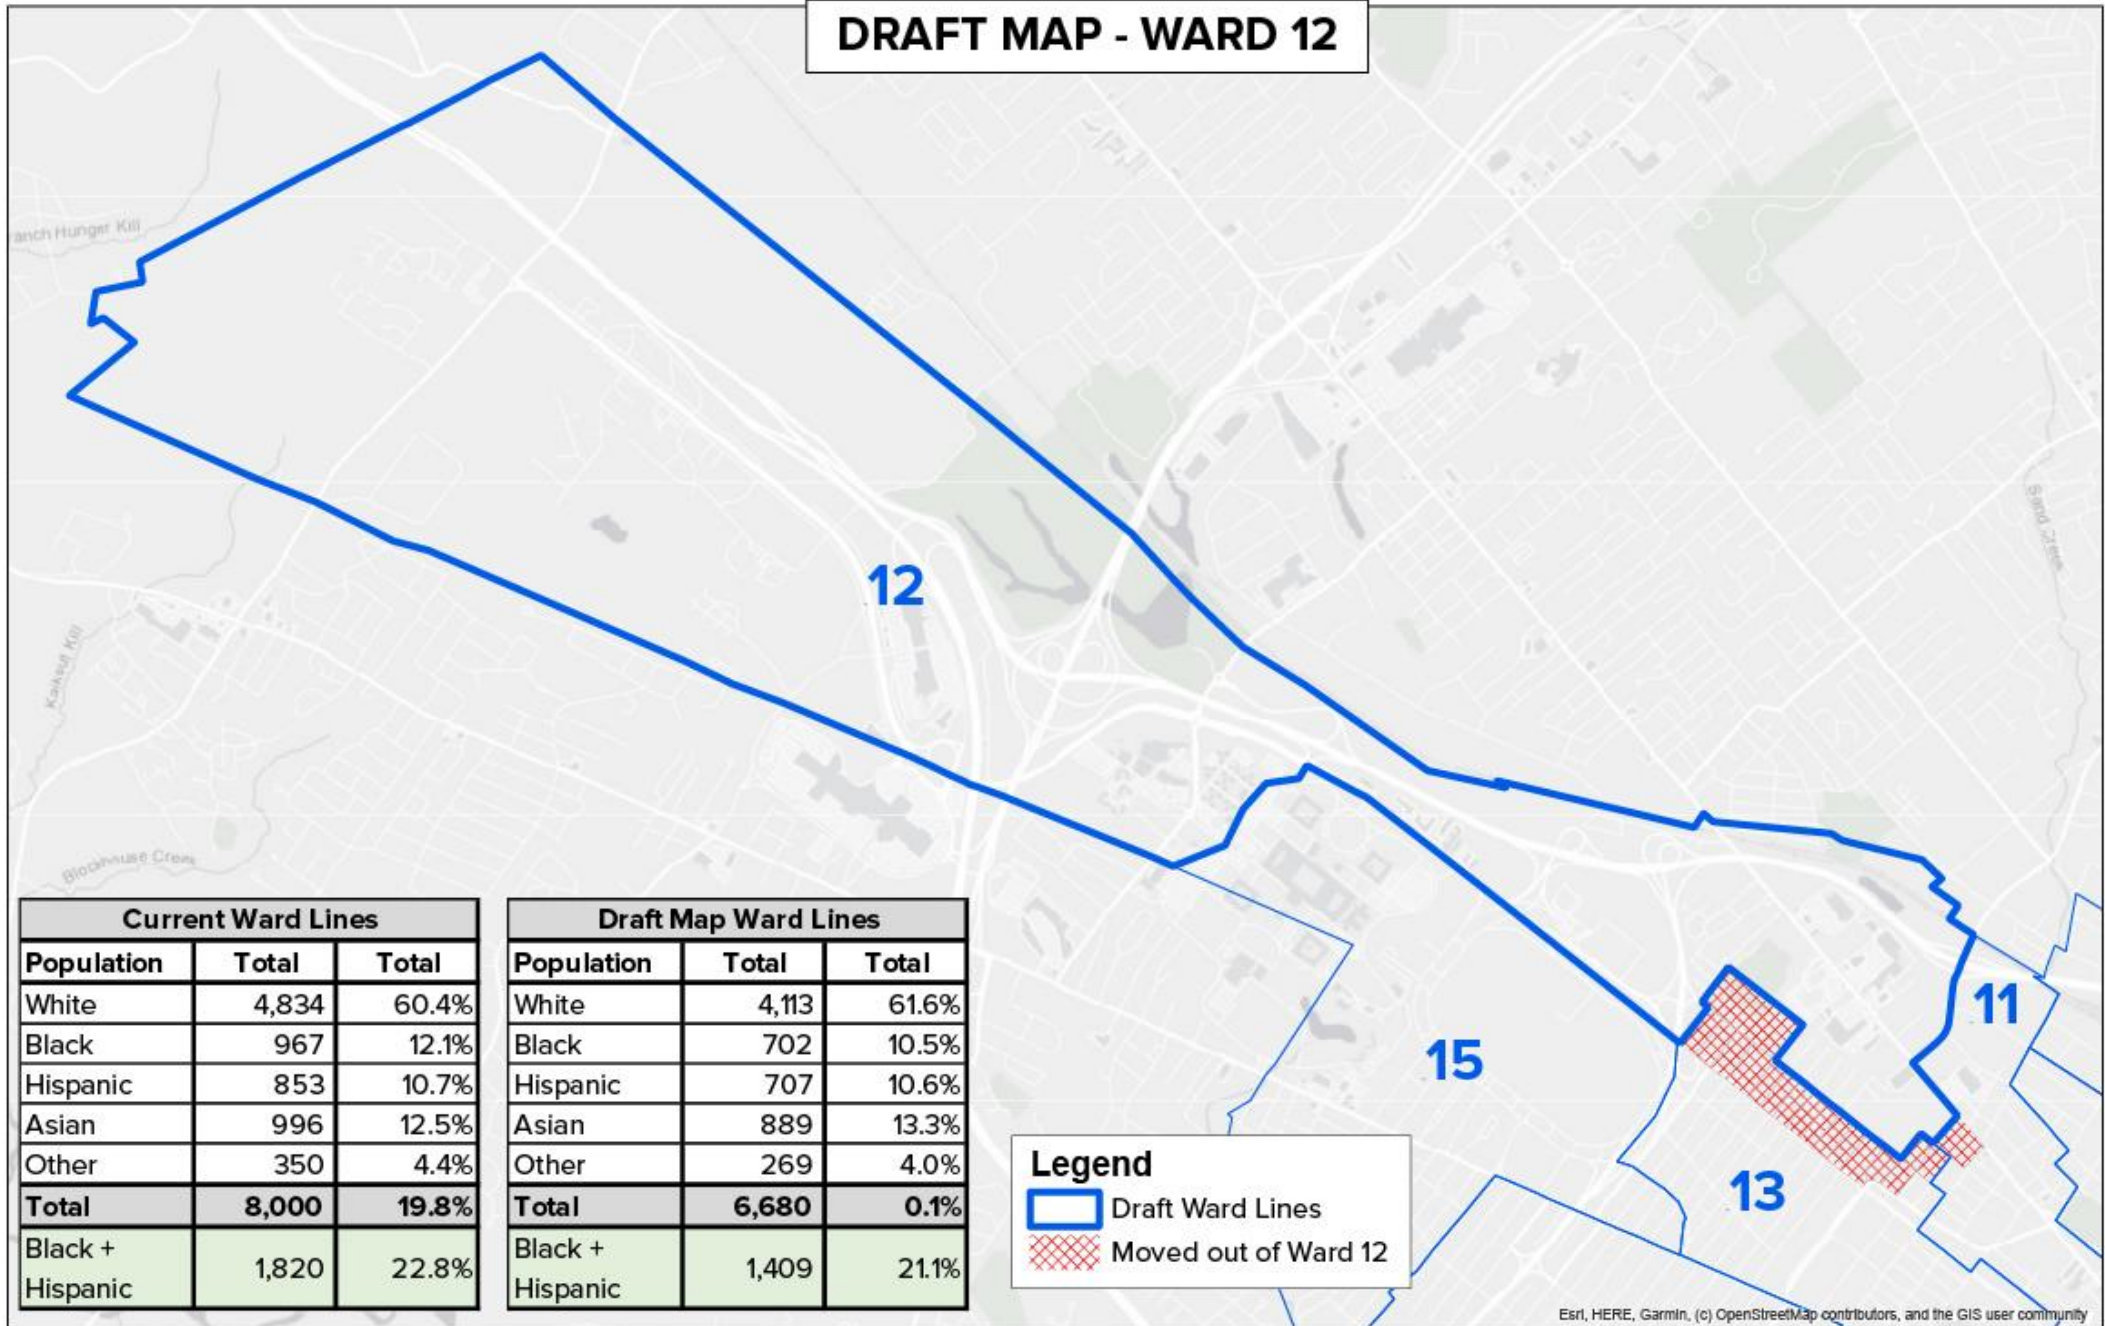 DRAFT MAP - WARD 12
anch Hunger Kill
Sand Creek
12
Kaikout Kill
Blockhouse Creek
11
15
13
Current Ward Lines
Population Total Total
White 4,834 60.4%
Black 967 12.1%
Hispanic 853 10.7%
Asian 996 12.5%
Other 350 4.4%
Total 8,000 19.8%
Black +
Hispanic 1,820 22.8%
Draft Map Ward Lines
Population Total Total
White 4,113 61.6%
Black 702 10.5%
Hispanic 707 10.6%
Asian 889 13.3%
Other 269 4.0%
Total 6,680 0.1%
Black +
Hispanic 1,409 21.1%
Legend
Draft Ward Lines
Moved out of Ward 12
Esri, HERE, Garmin, (c) OpenStreetMap contributors, and the GIS user community